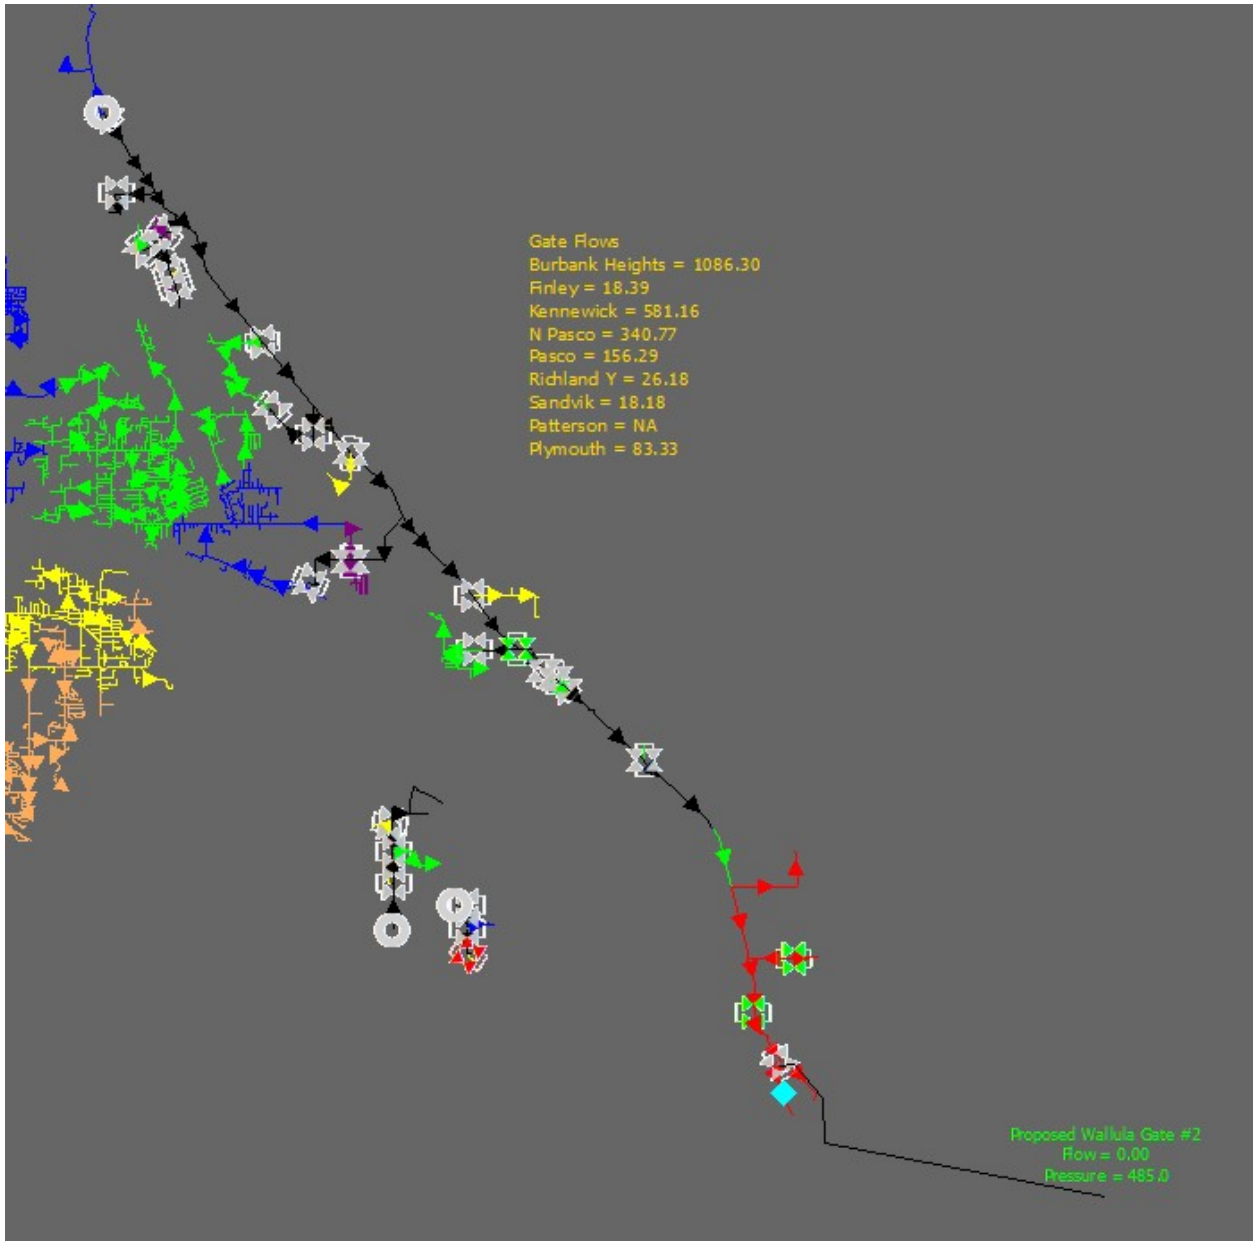 Gate Flows
Burbank Heights = 1086.30
Finley = 18.39
Kennewick = 581.16
N Pasco = 340.77
Pasco = 156.29
Richland Y = 26.18
Sandvik = 18.18
Patterson = NA
Plymouth = 83.33
Proposed Wallula Gate #2
Flow = 0.00
Pressure = 485.0